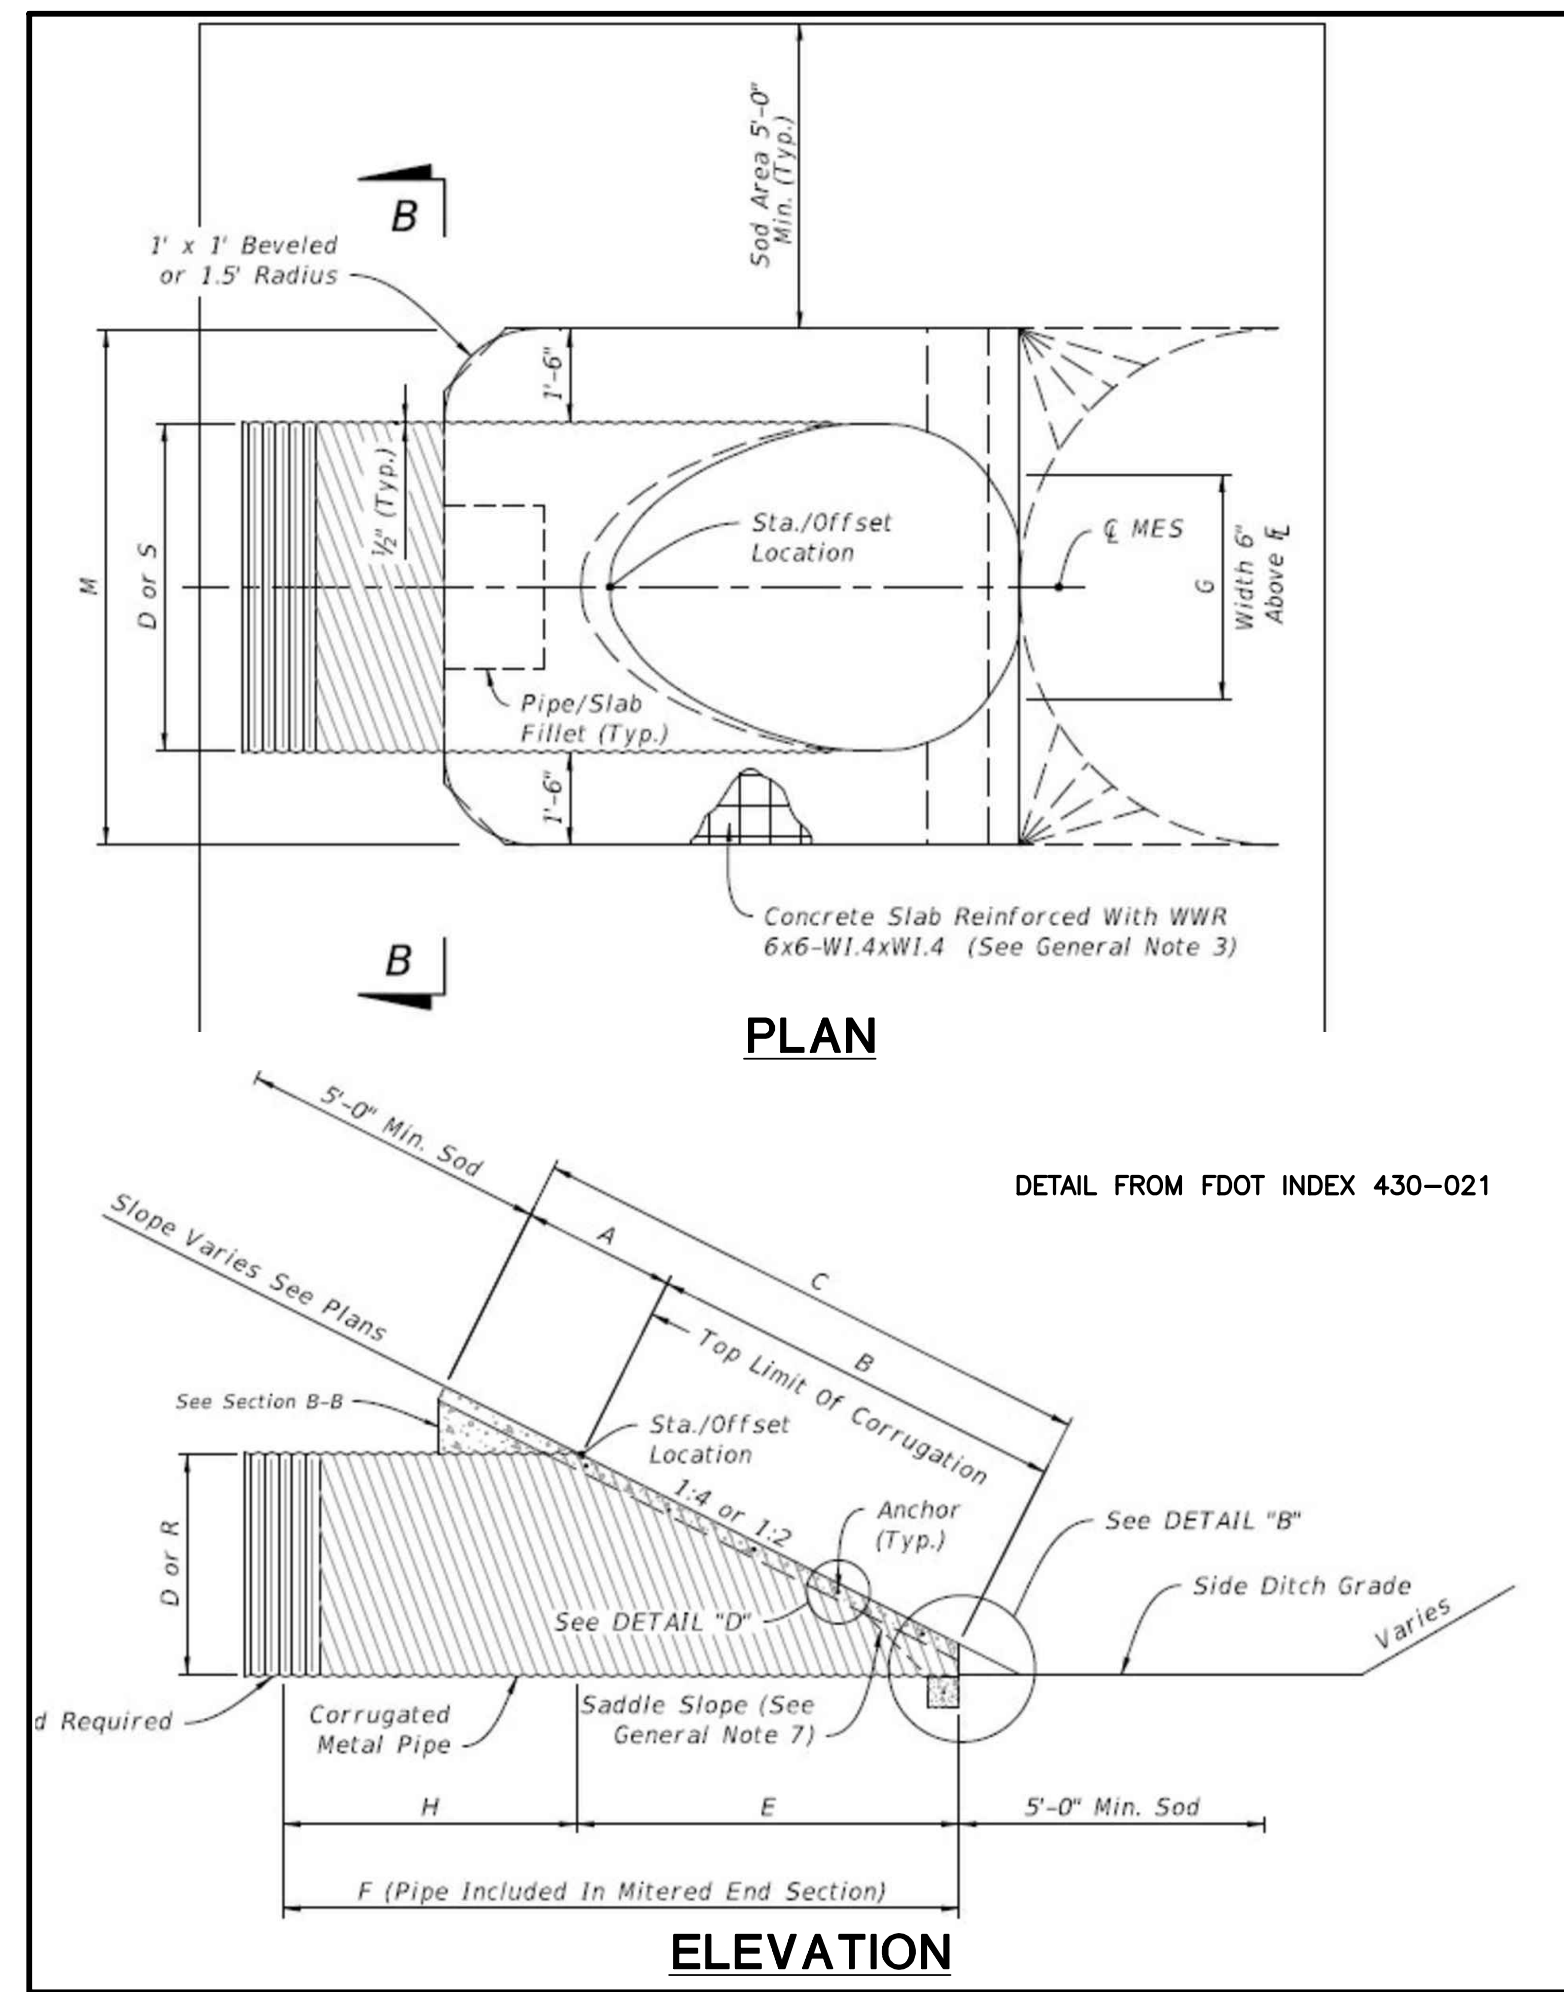 Sod Area 5'-0"
Min. (Typ.)
B
1' x 1' Beveled
or 1.5' Radius
1'-6"
½" (Typ.)
M
D or S
Sta./Offset
Location
℄ MES
G
Width 6"
Above ℄
Pipe/Slab
Fillet (Typ.)
1'-6"
Concrete Slab Reinforced With WWR
6x6-WI.4xWI.4 (See General Note 3)
B
PLAN
5'-0" Min. Sod
DETAIL FROM FDOT INDEX 430-021
Slope Varies See Plans
A
C
B
Top Limit Of Corrugation
See Section B-B
Sta./Offset
Location
1:4 or 1:2
Anchor
(Typ.)
See DETAIL "B"
D or R
See DETAIL "D"
Side Ditch Grade
Varies
d Required
Corrugated
Metal Pipe
Saddle Slope (See
General Note 7)
H
E
5'-0" Min. Sod
F (Pipe Included In Mitered End Section)
ELEVATION